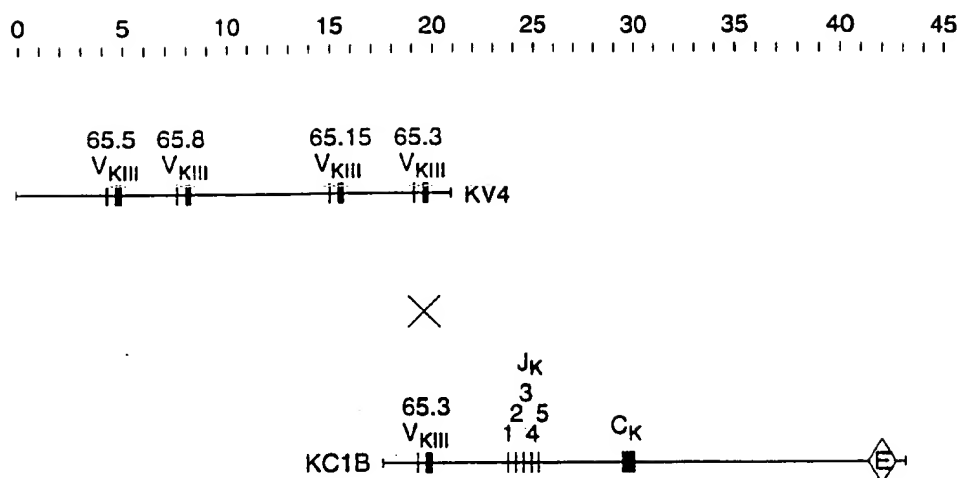 0 5 10 15 20 25 30 35 40 45
65.5 65.8 65.15 65.3
VKIII VKIII VKIII VKIII
KV4
JK
3
65.3 2 5
VKIII 1 4 CK
KC1B E